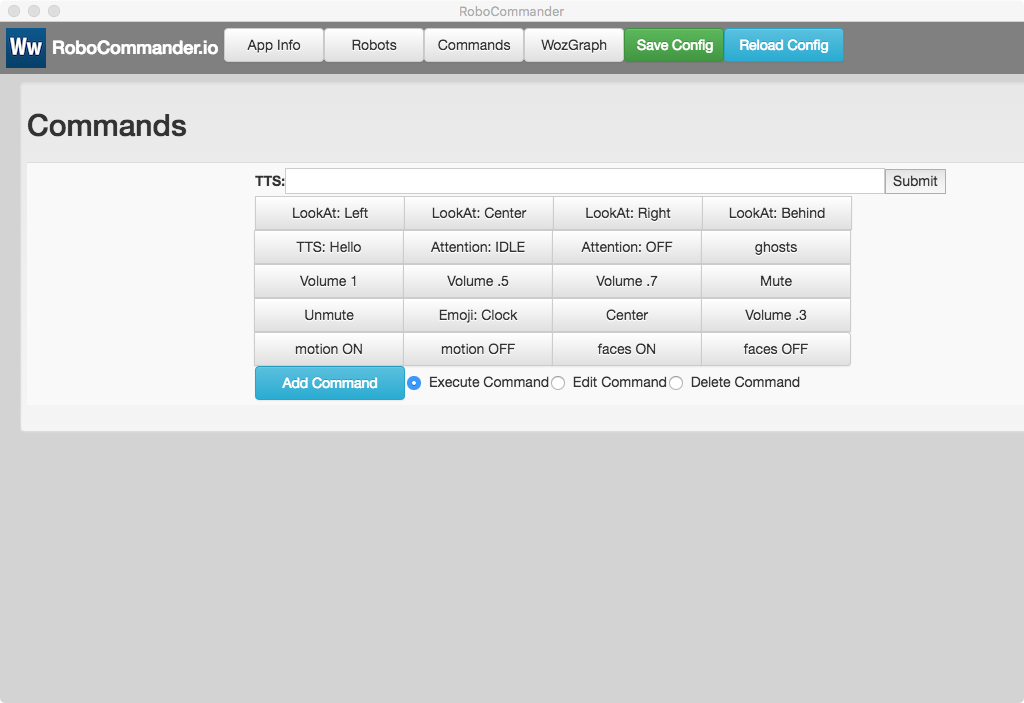 RoboCommander
Ww RoboCommander.io App Info Robots Commands WozGraph Save Config Reload Config
Commands
TTS: Submit
LookAt: Left LookAt: Center LookAt: Right LookAt: Behind
TTS: Hello Attention: IDLE Attention: OFF ghosts
Volume 1 Volume .5 Volume .7 Mute
Unmute Emoji: Clock Center Volume .3
motion ON motion OFF faces ON faces OFF
Add Command Execute Command Edit Command Delete Command